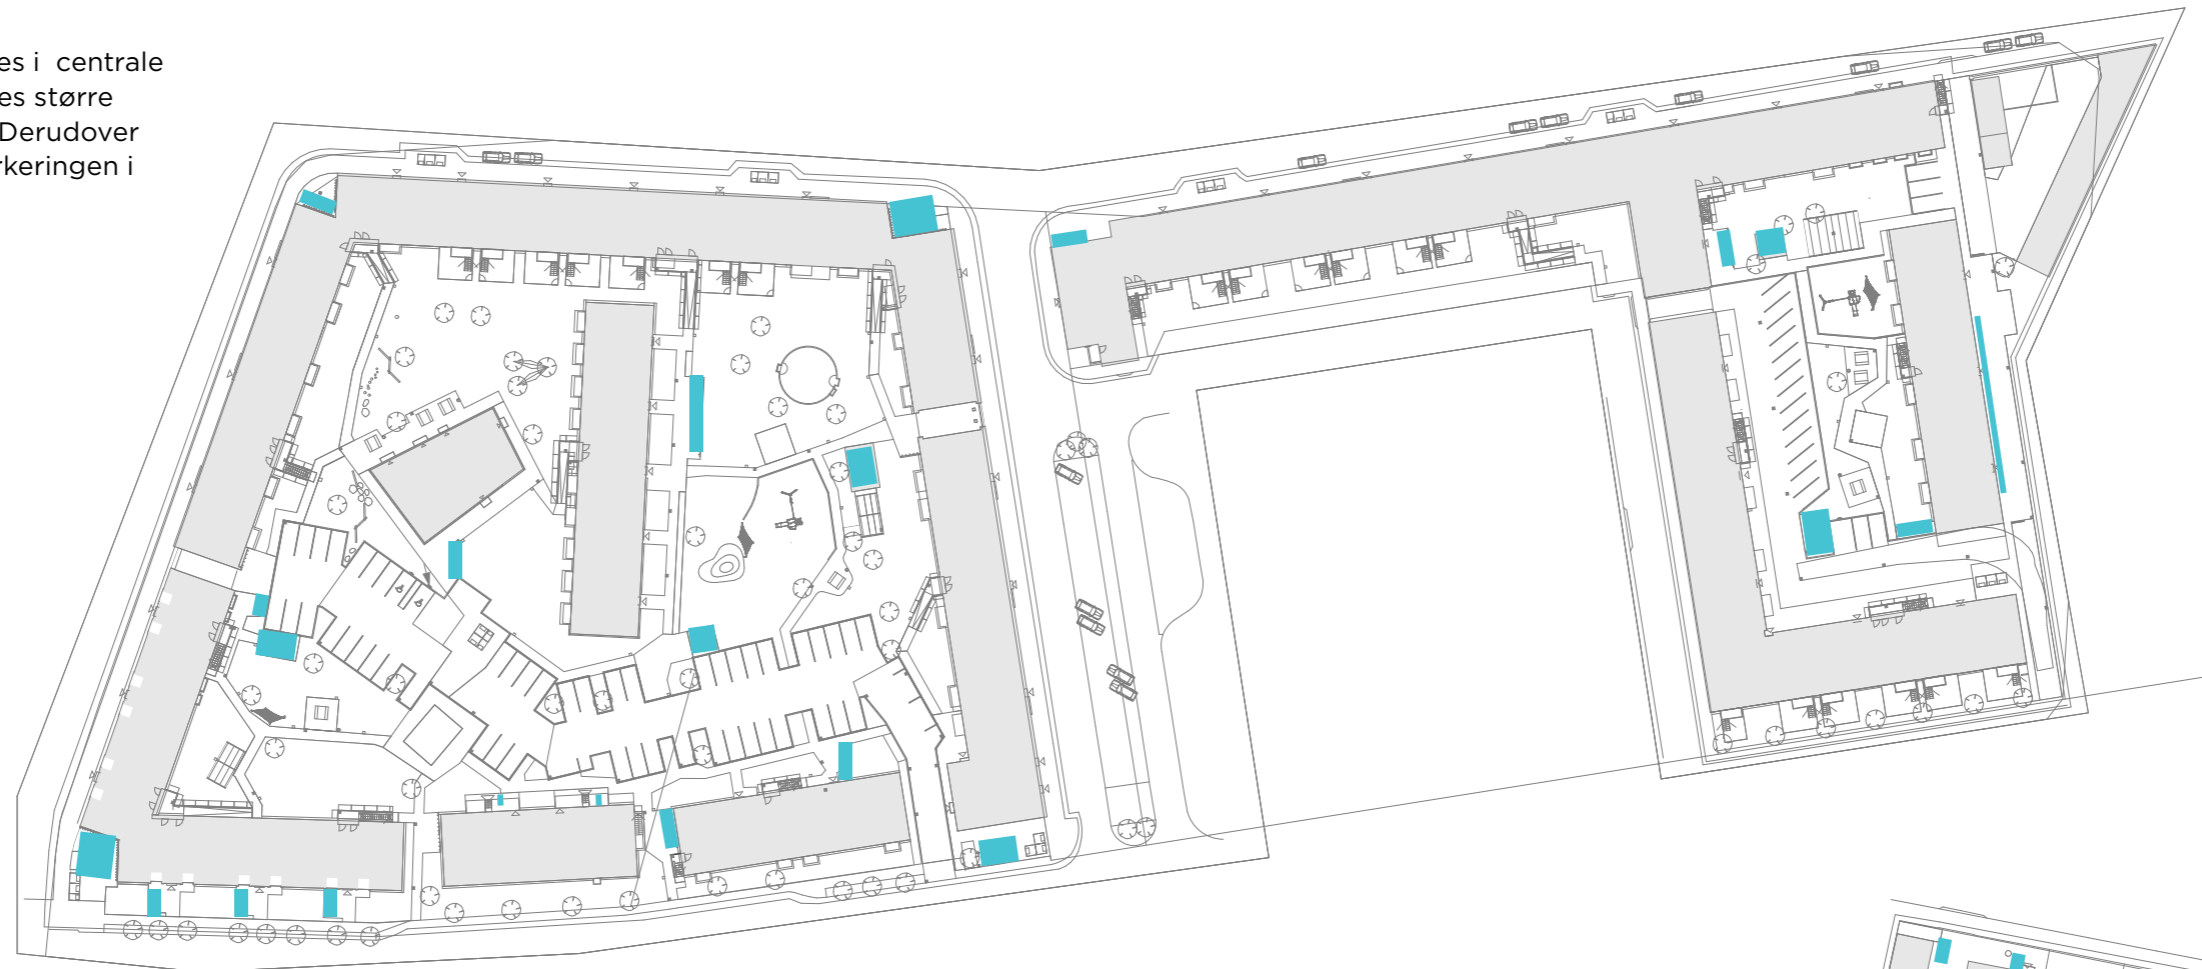 es i centrale
es større
Derudover
rkeringen i